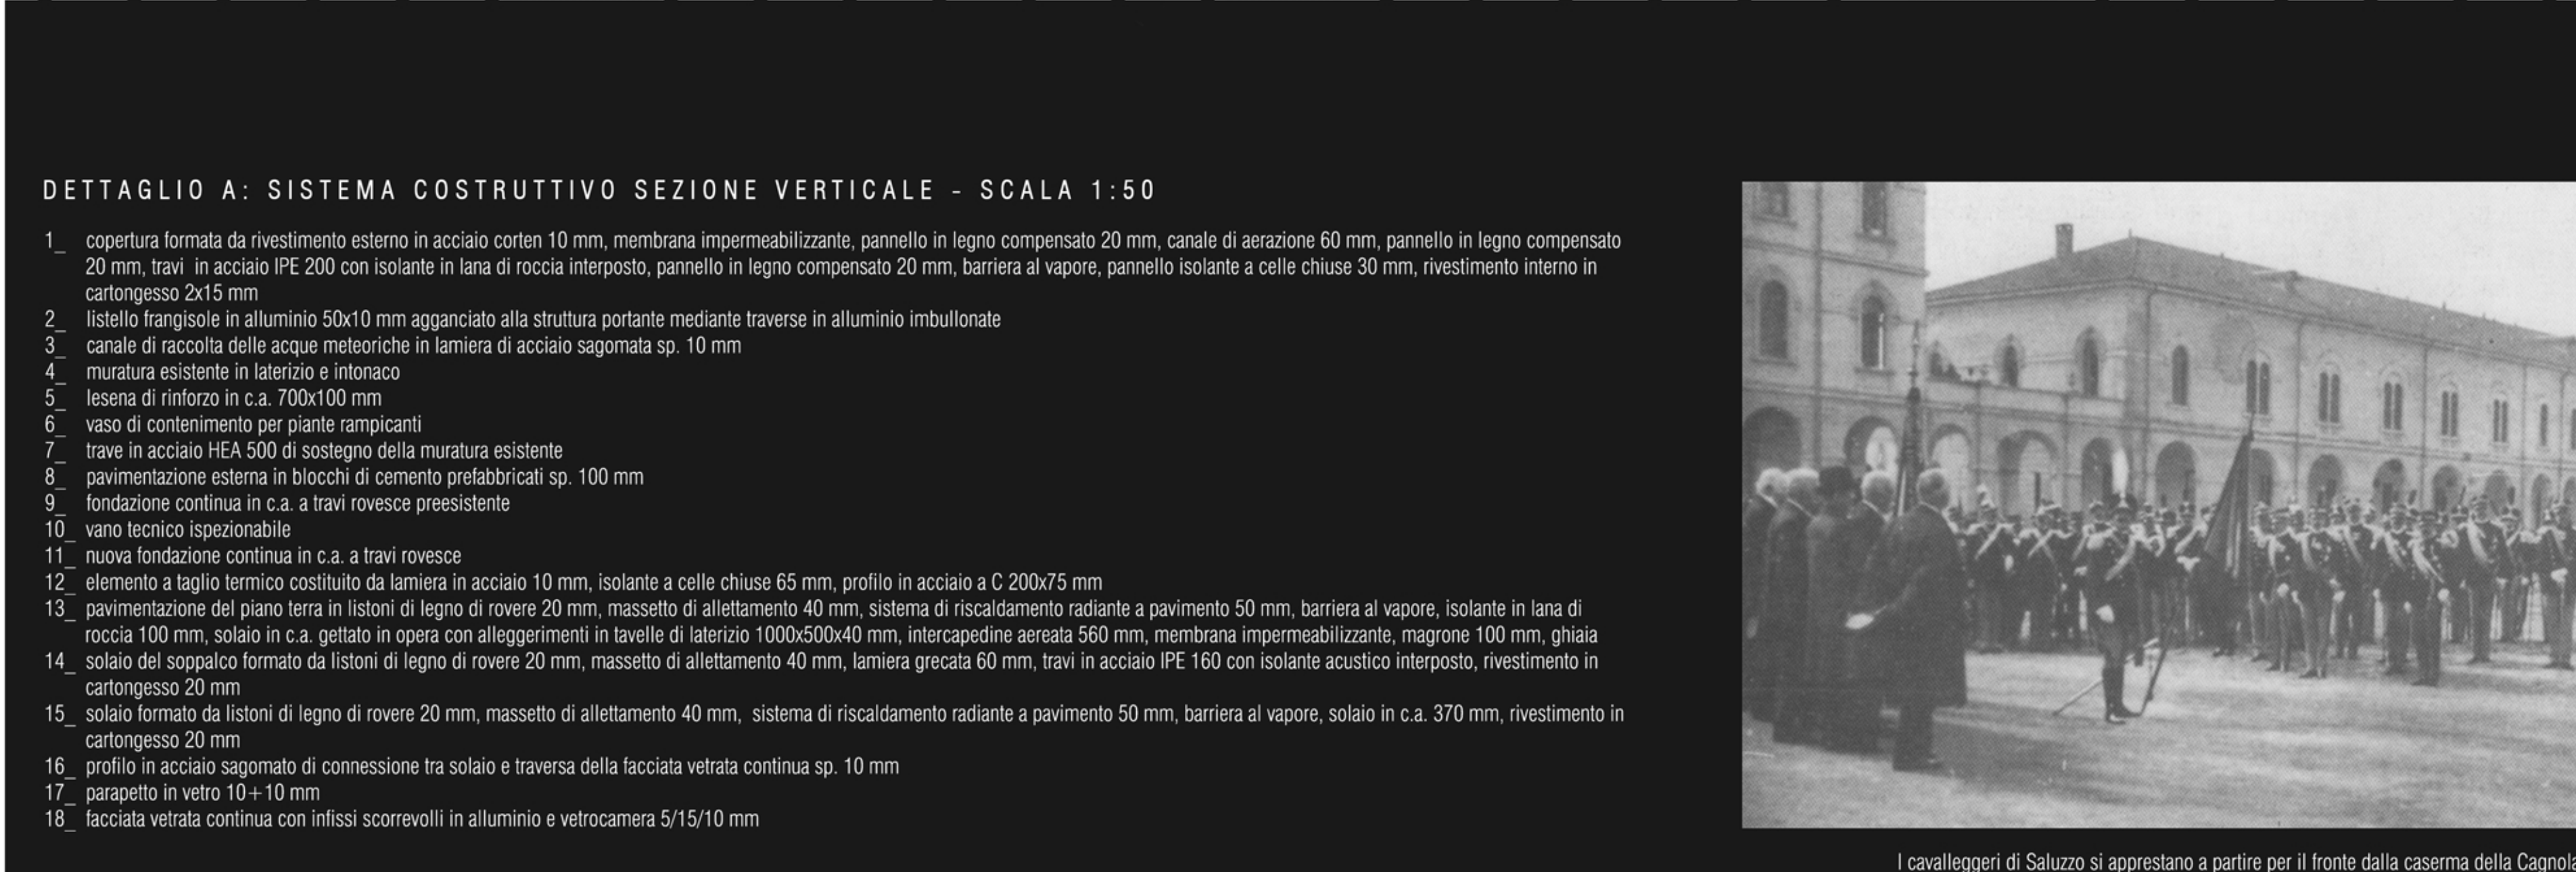 DETTAGLIO A: SISTEMA COSTRUTTIVO SEZIONE VERTICALE - SCALA 1:50
1_ copertura formata da rivestimento esterno in acciaio corten 10 mm, membrana impermeabilizzante, pannello in legno compensato 20 mm, canale di aerazione 60 mm, pannello in legno compensato
20 mm, travi in acciaio IPE 200 con isolante in lana di roccia interposto, pannello in legno compensato 20 mm, barriera al vapore, pannello isolante a celle chiuse 30 mm, rivestimento interno in
cartongesso 2x15 mm
2_ listello frangisole in alluminio 50x10 mm agganciato alla struttura portante mediante traverse in alluminio imbullonate
3_ canale di raccolta delle acque meteoriche in lamiera di acciaio sagomata sp. 10 mm
4_ muratura esistente in laterizio e intonaco
5_ lesena di rinforzo in c.a. 700x100 mm
6_ vaso di contenimento per piante rampicanti
7_ trave in acciaio HEA 500 di sostegno della muratura esistente
8_ pavimentazione esterna in blocchi di cemento prefabbricati sp. 100 mm
9_ fondazione continua in c.a. a travi rovesce preesistente
10_ vano tecnico ispezionabile
11_ nuova fondazione continua in c.a. a travi rovesce
12_ elemento a taglio termico costituito da lamiera in acciaio 10 mm, isolante a celle chiuse 65 mm, profilo in acciaio a C 200x75 mm
13_ pavimentazione del piano terra in listoni di legno di rovere 20 mm, massetto di allettamento 40 mm, sistema di riscaldamento radiante a pavimento 50 mm, barriera al vapore, isolante in lana di
roccia 100 mm, solaio in c.a. gettato in opera con alleggerimenti in tavelle di laterizio 1000x500x40 mm, intercapedine aereata 560 mm, membrana impermeabilizzante, magrone 100 mm, ghiaia
14_ solaio del soppalco formato da listoni di legno di rovere 20 mm, massetto di allettamento 40 mm, lamiera grecata 60 mm, travi in acciaio IPE 160 con isolante acustico interposto, rivestimento in
cartongesso 20 mm
15_ solaio formato da listoni di legno di rovere 20 mm, massetto di allettamento 40 mm, sistema di riscaldamento radiante a pavimento 50 mm, barriera al vapore, solaio in c.a. 370 mm, rivestimento in
cartongesso 20 mm
16_ profilo in acciaio sagomato di connessione tra solaio e traversa della facciata vetrata continua sp. 10 mm
17_ parapetto in vetro 10+10 mm
18_ facciata vetrata continua con infissi scorrevolli in alluminio e vetrocamera 5/15/10 mm
I cavalleggeri di Saluzzo si apprestano a partire per il fronte dalla caserma della Cagnola